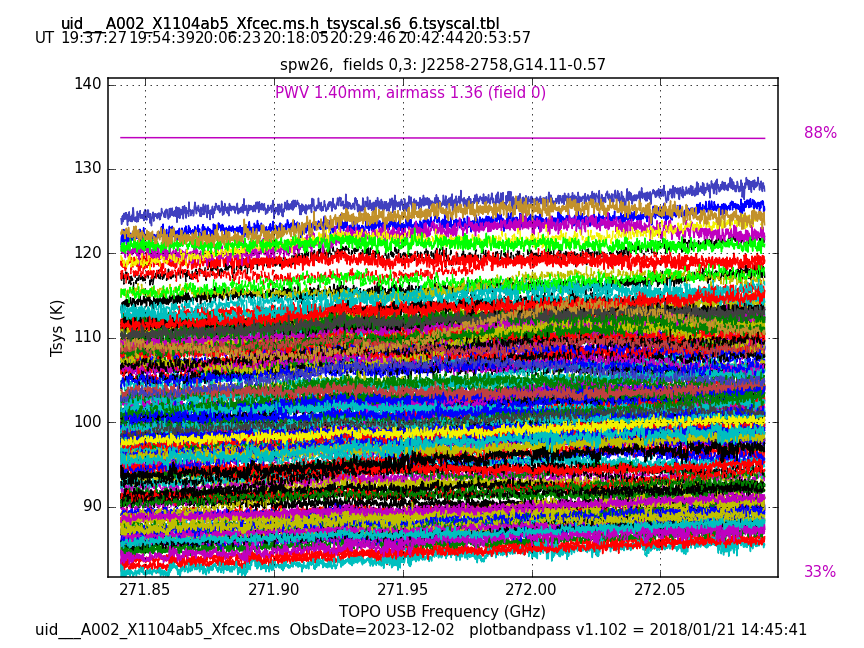 uid___A002_X1104ab5_Xfcec.ms.h_tsyscal.s6_6.tsyscal.tbl
UT 19:37:27 19:54:39 20:06:23 20:18:05 20:29:46 20:42:44 20:53:57
spw26,  fields 0,3: J2258-2758,G14.11-0.57
PWV 1.40mm, airmass 1.36 (field 0)
140
88%
130
120
Tsys (K)
110
100
90
33%
271.85 271.90 271.95 272.00 272.05
TOPO USB Frequency (GHz)
uid___A002_X1104ab5_Xfcec.ms  ObsDate=2023-12-02   plotbandpass v1.102 = 2018/01/21 14:45:41